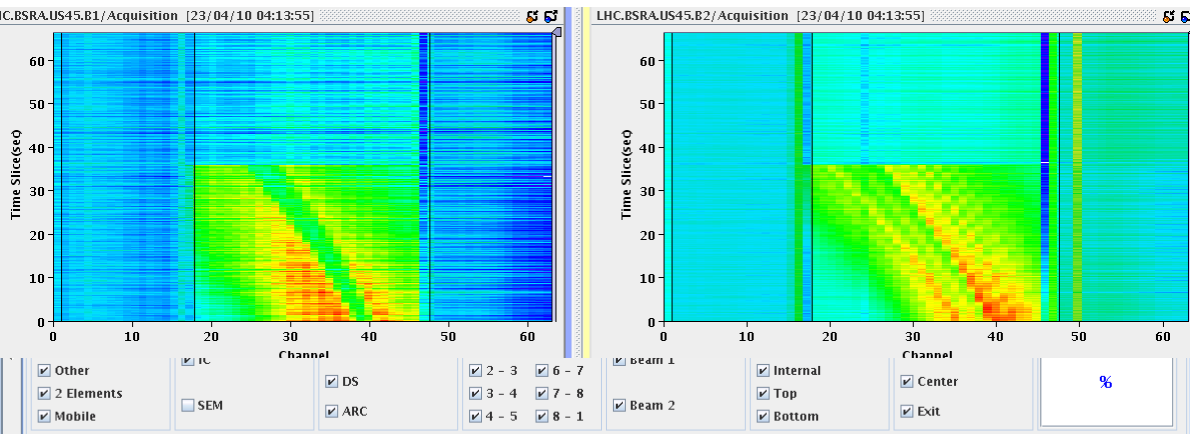 HC.BSRA.US45.B1/Acquisition [23/04/10 04:13:55]
LHC.BSRA.US45.B2/Acquisition [23/04/10 04:13:55]
Time Slice(sec)
60
50
40
30
20
10
0
0 10 20 30 40 50 60
Channel
Time Slice(sec)
60
50
40
30
20
10
0
0 10 20 30 40 50 60
Channel
Other
2 Elements
Mobile
IC
SEM
DS
ARC
2 - 3 6 - 7
3 - 4 7 - 8
4 - 5 8 - 1
Beam 1
Beam 2
Internal
Top
Bottom
Center
Exit
%